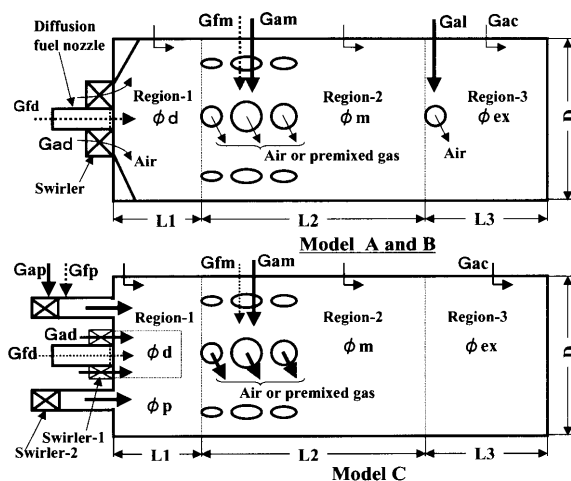 Gfm Gam Gal Gac
Diffusion
fuel nozzle
Region-1 Region-2 Region-3
Gfd ϕd ϕm ϕex
Gad Air Air or premixed gas Air
Swirler
D
L1 L2 L3
Model A and B
Gap Gfp Gfm Gam Gac
Region-1 Region-2 Region-3
Gad
Gfd ϕd ϕm ϕex
D
Air or premixed gas
ϕp
Swirler-1
Swirler-2
L1 L2 L3
Model C